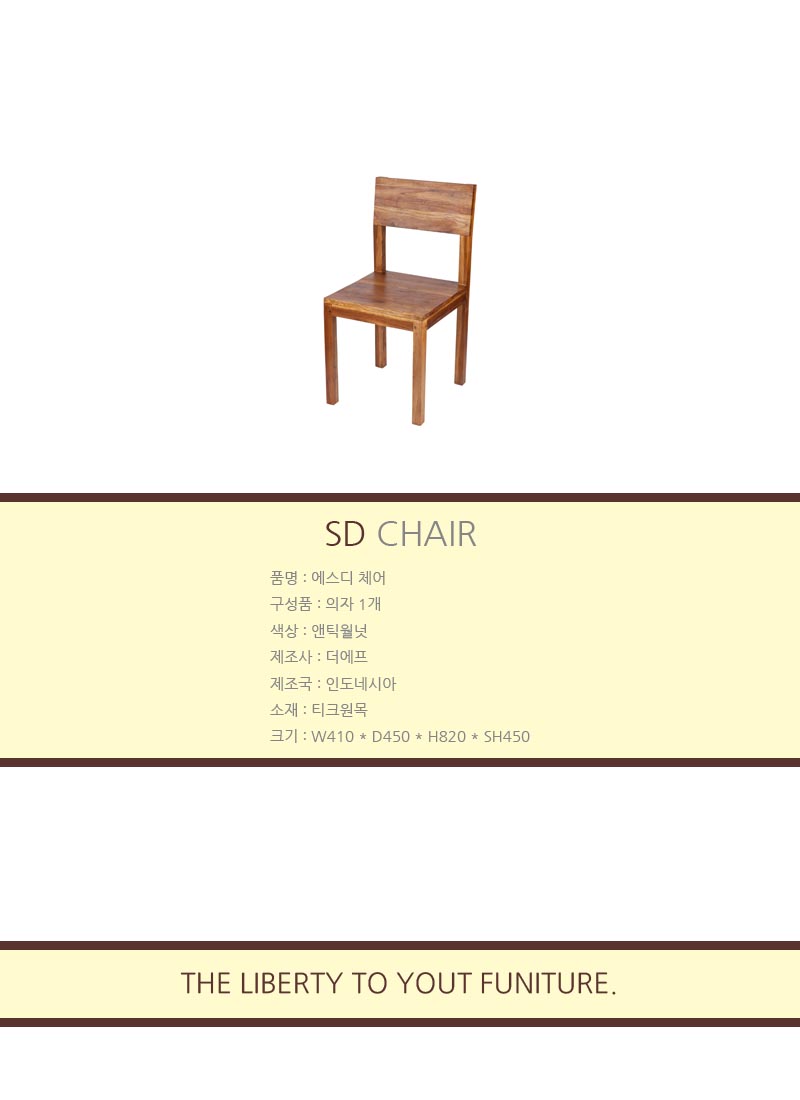 SD CHAIR
품명 : 에스디 체어
구성품 : 의자 1개
색상 : 앤틱월넛
제조사 : 더에프
제조국 : 인도네시아
소재 : 티크원목
크기 : W410 * D450 * H820 * SH450
THE LIBERTY TO YOUT FUNITURE.